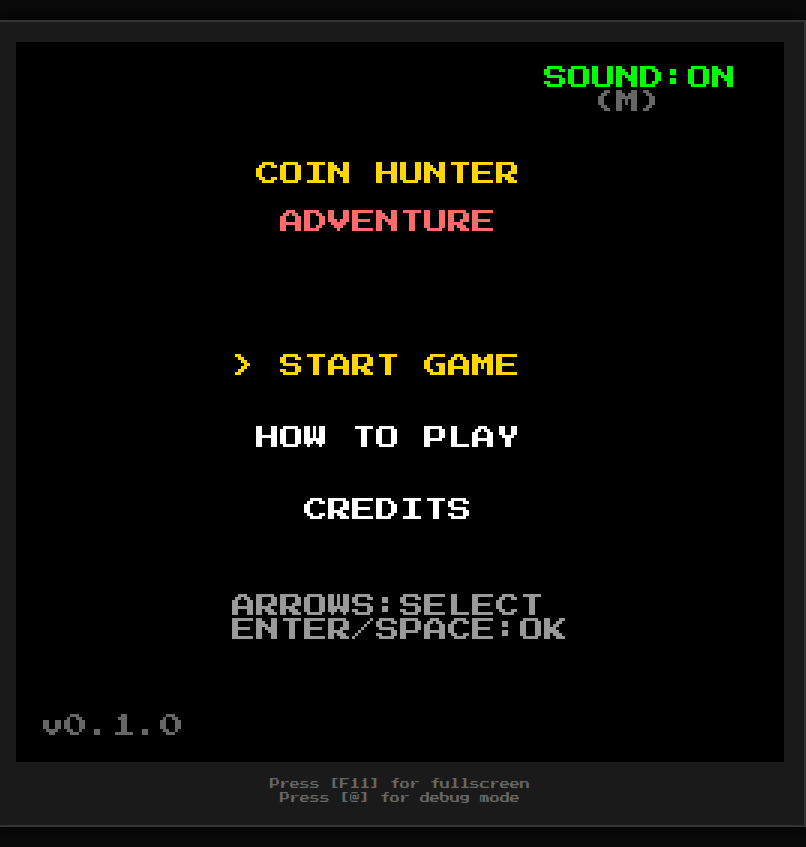 SOUND:ON
(M)
COIN HUNTER
ADVENTURE
> START GAME
HOW TO PLAY
CREDITS
ARROWS:SELECT
ENTER/SPACE:OK
v0.1.0
Press [F11] for fullscreen
Press [@] for debug mode